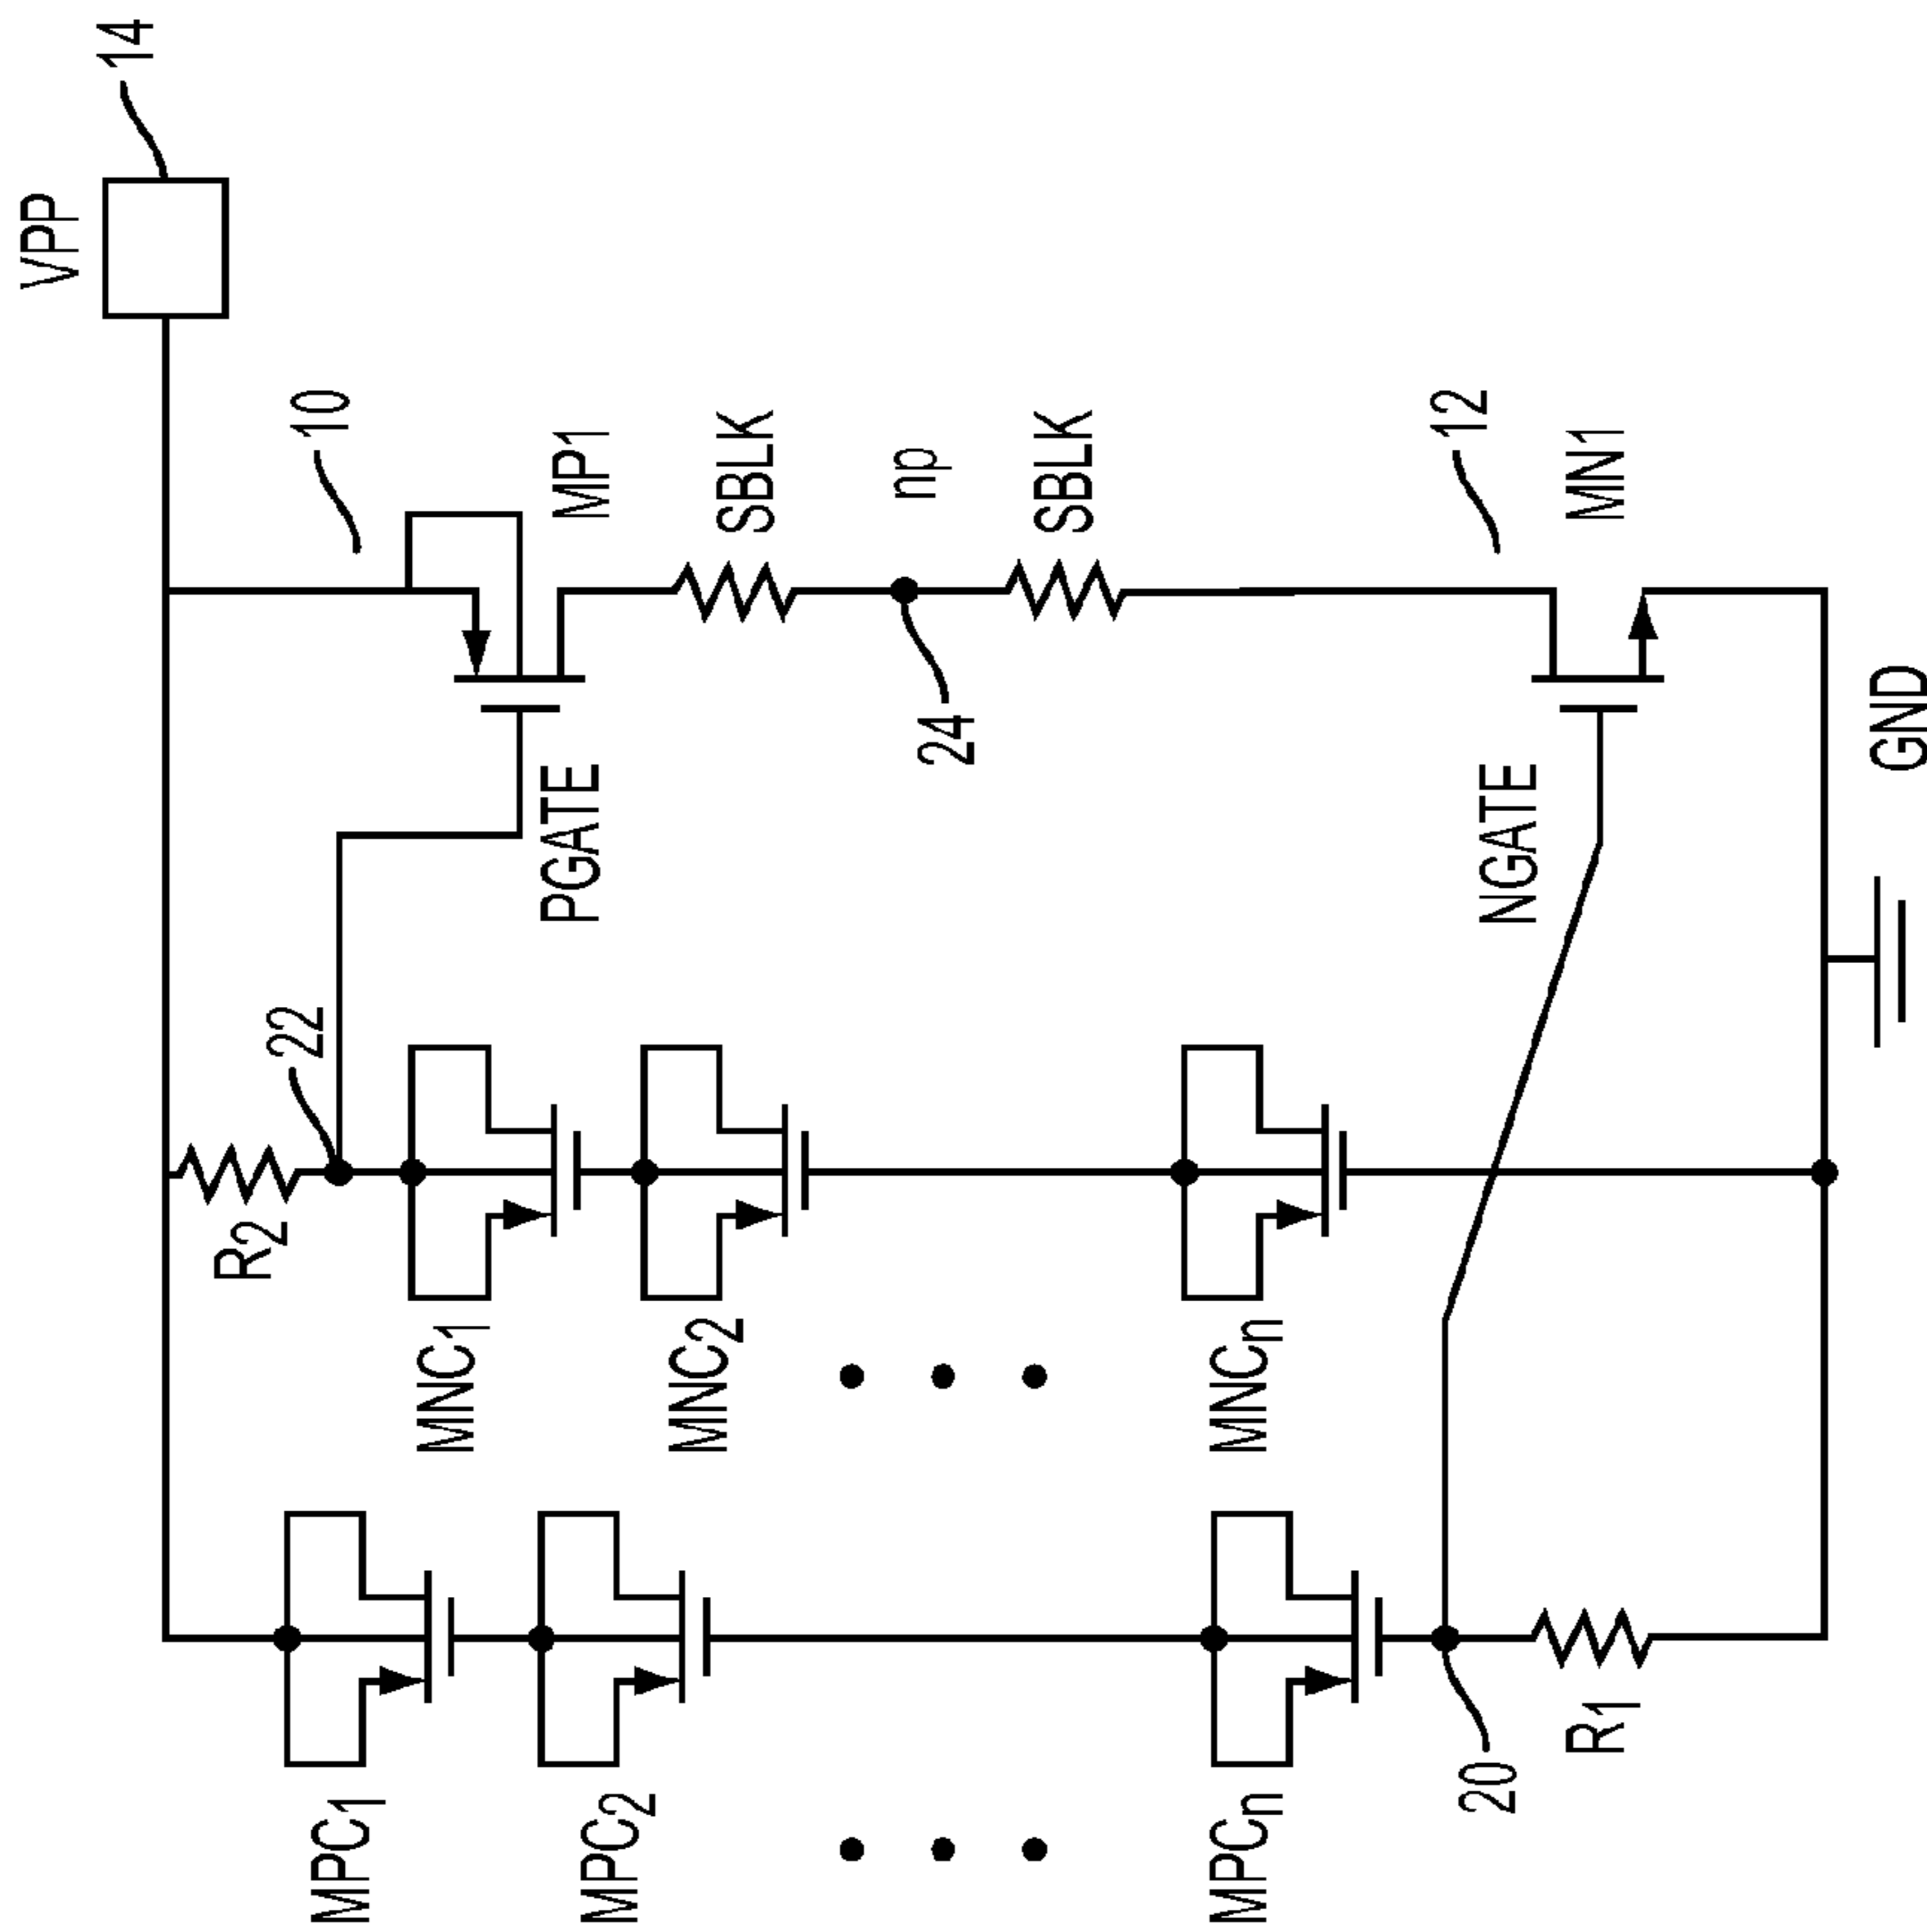 VPP
14
10
MP1
SBLK
np
SBLK
12
MN1
24
PGATE
NGATE
GND
22
R2
MNC1
MNC2
MNCn
MPC1
MPC2
MPCn
20
R1